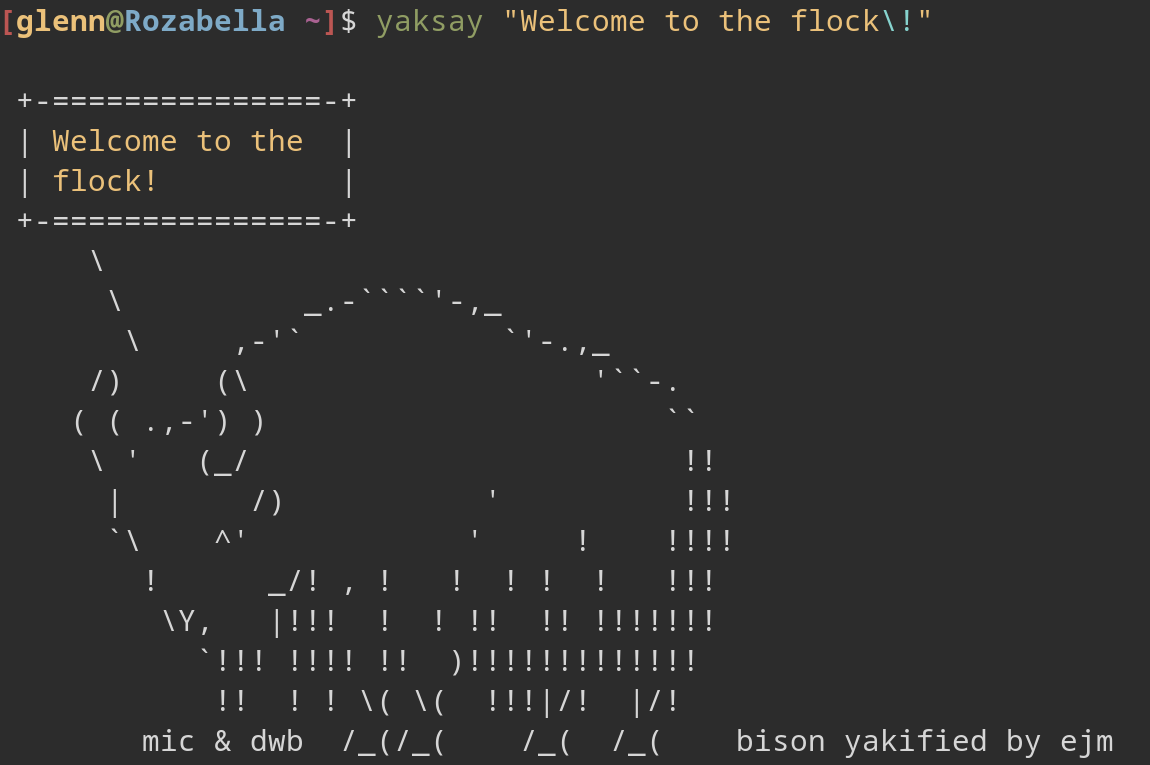 [glenn@Rozabella ~]$ yaksay "Welcome to the flock\!"
Welcome to the
flock!
mic & dwb bison yakified by ejm